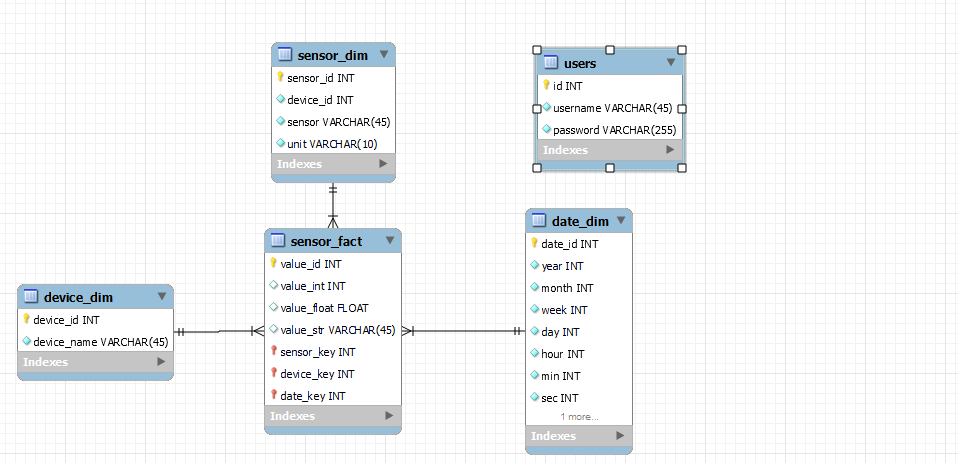 sensor_dim
sensor_id INT
device_id INT
sensor VARCHAR(45)
unit VARCHAR(10)
Indexes
users
id INT
username VARCHAR(45)
password VARCHAR(255)
Indexes
sensor_fact
value_id INT
value_int INT
value_float FLOAT
value_str VARCHAR(45)
sensor_key INT
device_key INT
date_key INT
Indexes
date_dim
date_id INT
year INT
month INT
week INT
day INT
hour INT
min INT
sec INT
1 more...
Indexes
device_dim
device_id INT
device_name VARCHAR(45)
Indexes